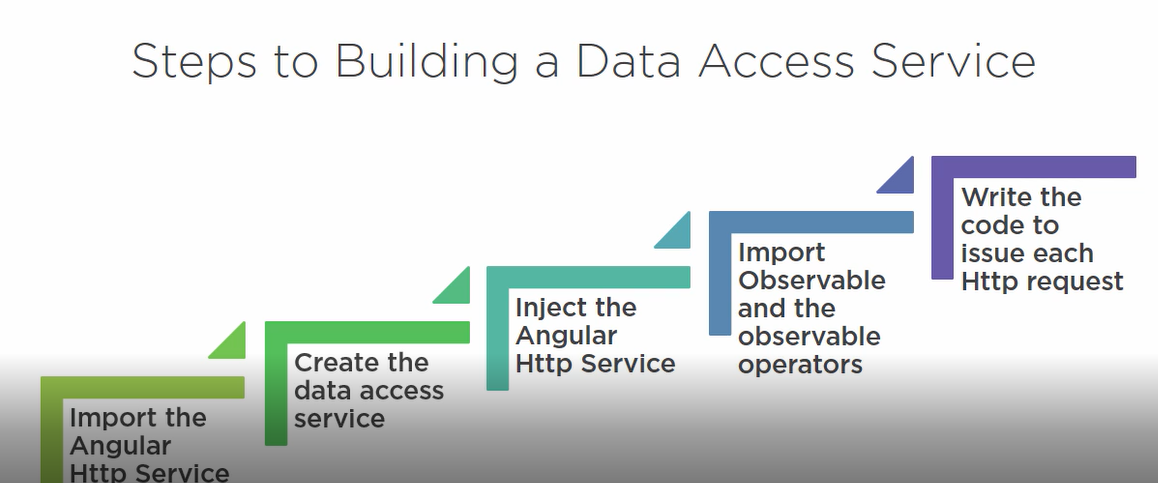 Steps to Building a Data Access Service
Import the
Angular
Http Service
Create the
data access
service
Inject the
Angular
Http Service
Import
Observable
and the
observable
operators
Write the
code to
issue each
Http request